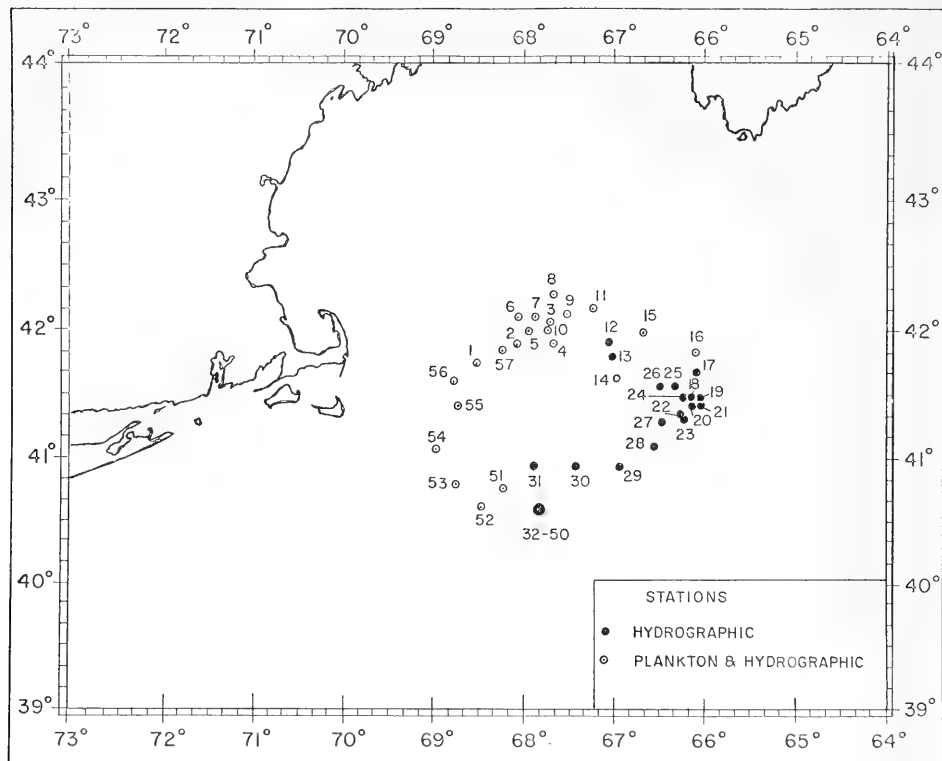 73° 72° 71° 70° 69° 68° 67° 66° 65° 64°
44° 44°
43° 43°
8
6 7 3 9 11
42° 12 15 42°
2 5 10 4 16
1 57 13 17
56 14 26 25 18 19
55 24
22 20 21
54 27 23
41° 28 41°
53 51 31 30 29
52
32-50
40° 40°
STATIONS
HYDROGRAPHIC
PLANKTON & HYDROGRAPHIC
39° 39°
73° 72° 71° 70° 69° 68° 67° 66° 65° 64°